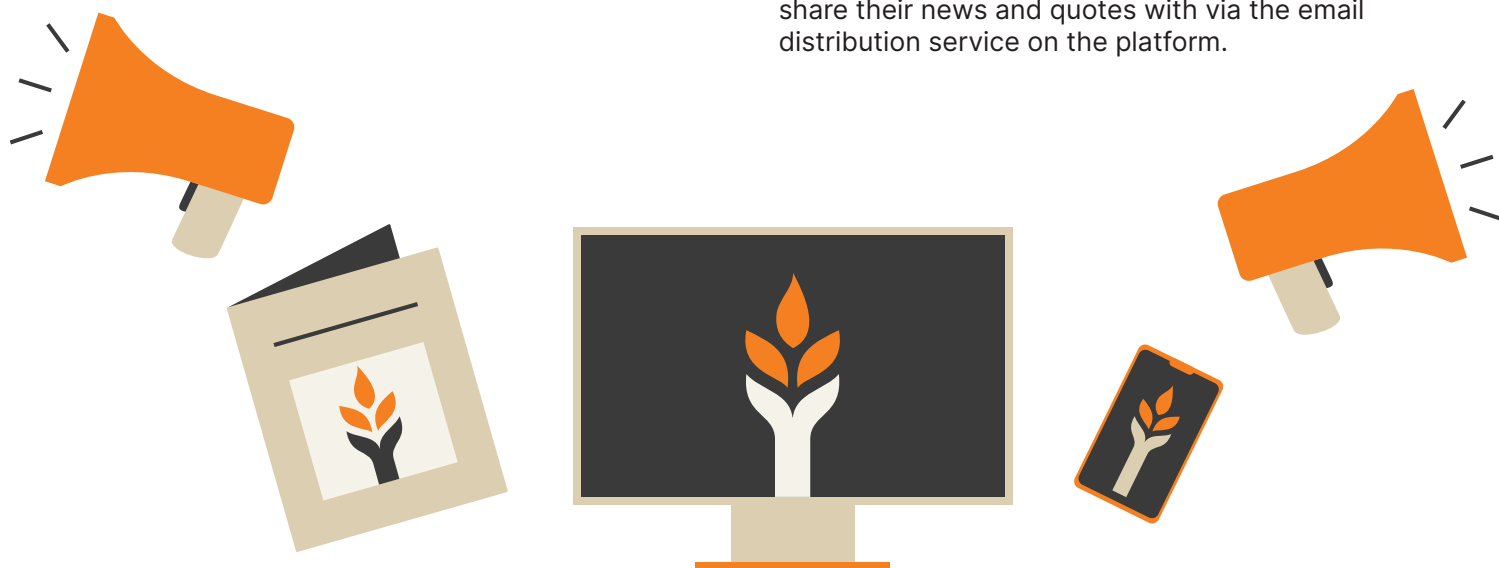 share their news and quotes with via the email
distribution service on the platform.